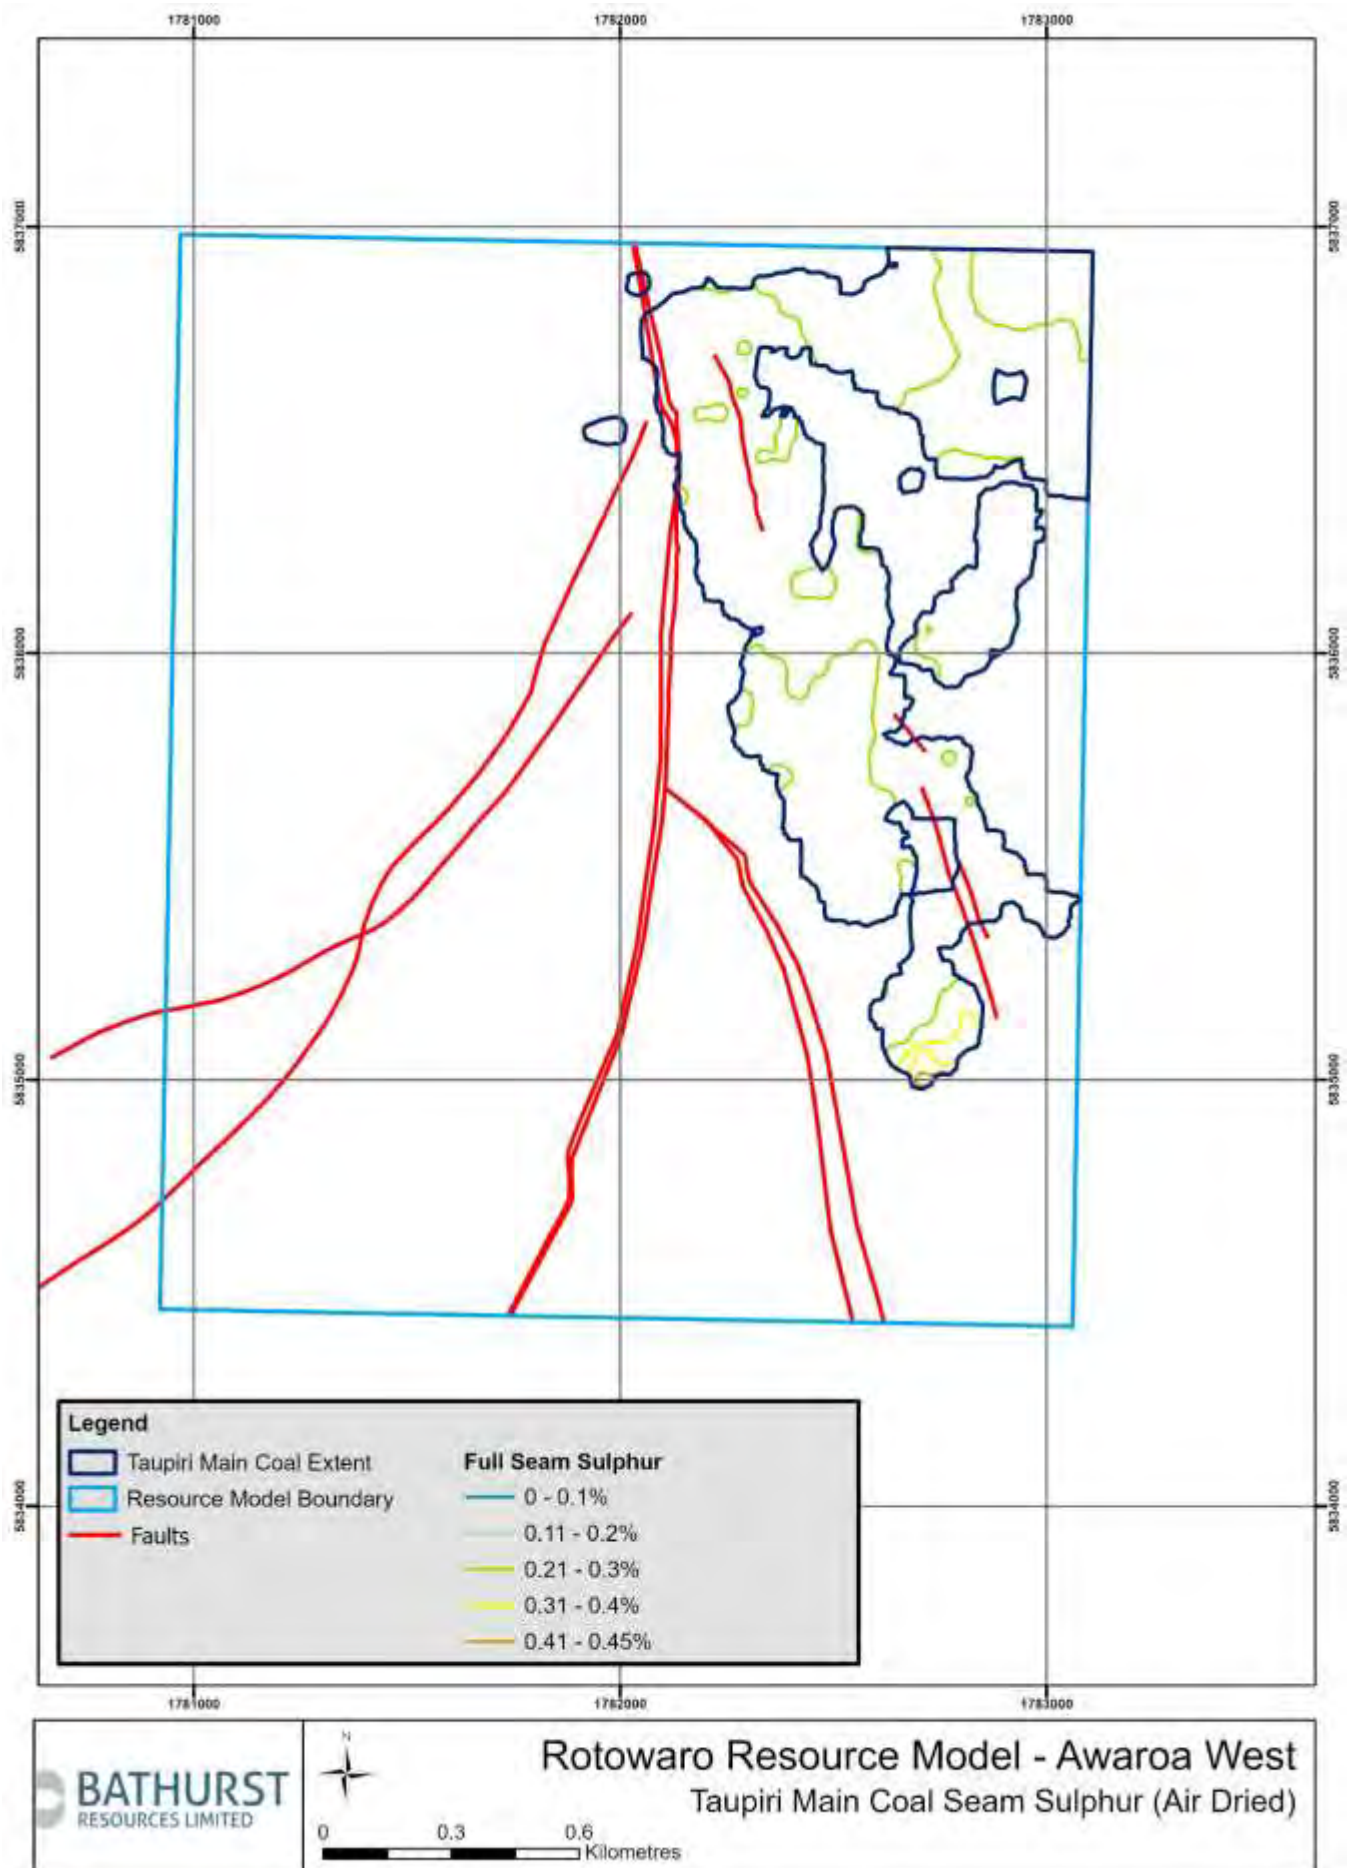 1781000 1782000 1783000
5837000 5837000
5836000 5836000
5835000 5835000
5834000 5834000
Legend
Taupiri Main Coal Extent
Resource Model Boundary
Faults
Full Seam Sulphur
0 - 0.1%
0.11 - 0.2%
0.21 - 0.3%
0.31 - 0.4%
0.41 - 0.45%
1781000 1782000 1783000
BATHURST
RESOURCES LIMITED
N
0 0.3 0.6
Kilometres
Rotowaro Resource Model - Awaroa West
Taupiri Main Coal Seam Sulphur (Air Dried)